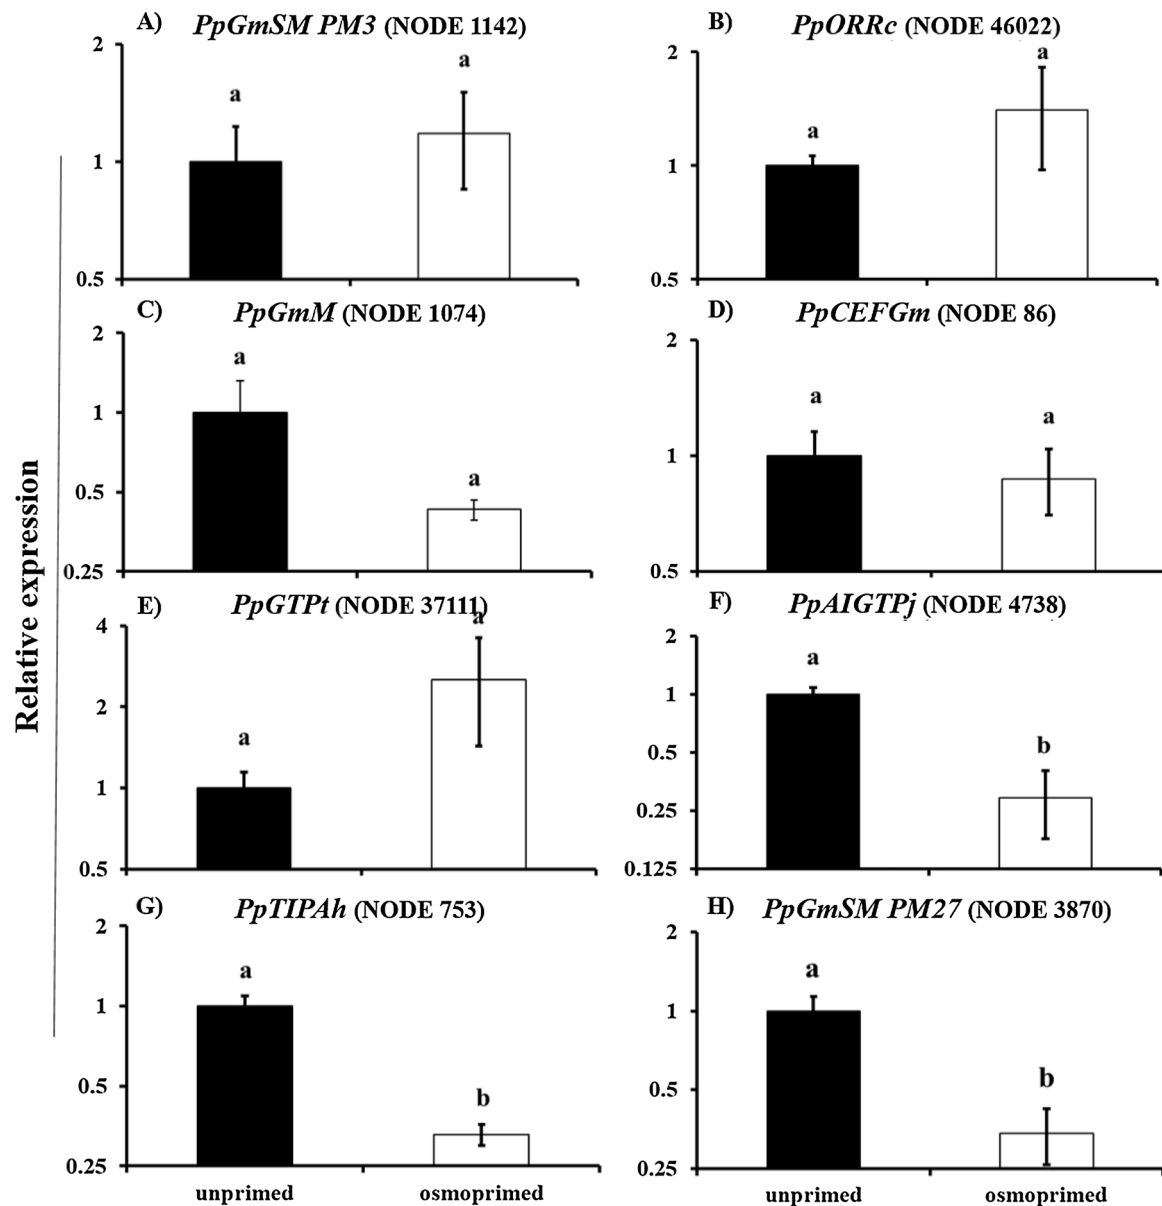 A) PpGmSM PM3 (NODE 1142)
2
a
a
1
0.5
B) PpORRc (NODE 46022)
2
a
a
1
0.5
C) PpGmM (NODE 1074)
2
a
1
a
0.5
0.25
D) PpCEFGm (NODE 86)
2
a
a
1
0.5
Relative expression
E) PpGTPt (NODE 37111)
4
a
2
a
1
0.5
F) PpAIGTPj (NODE 4738)
2
a
1
b
0.5
0.25
0.125
G) PpTIPAh (NODE 753)
2
a
1
0.5
b
0.25
unprimed osmoprimed
H) PpGmSM PM27 (NODE 3870)
2
a
1
b
0.5
0.25
unprimed osmoprimed